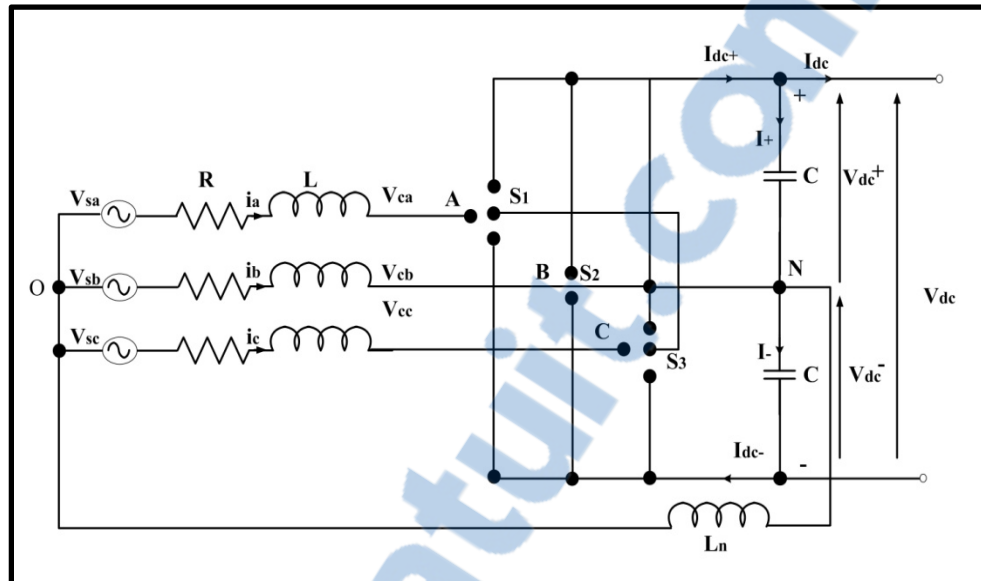 Idc+ Idc
+
I+
R L Vca A S1 C Vdc+
Vsa ia
Vsb ib Vcb B S2 N
O Vcc Vdc
Vsc ic C S3 I- C Vdc-
Idc- -
Ln